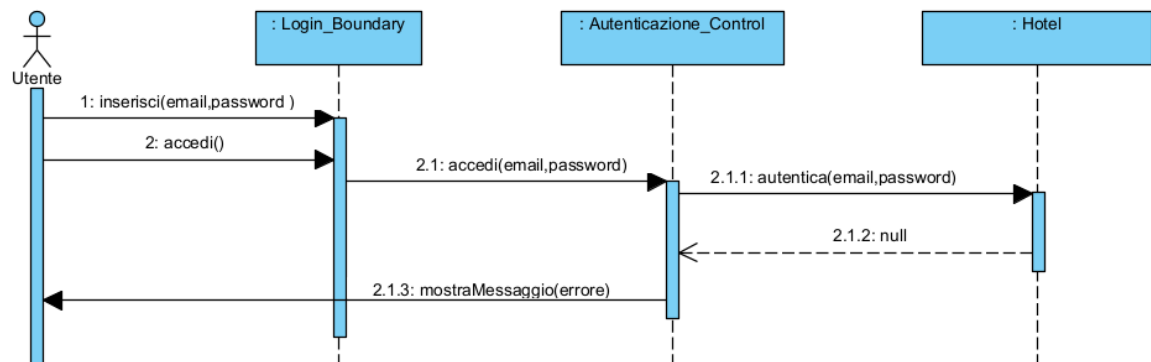 : Login_Boundary
: Autenticazione_Control
: Hotel
Utente
1: inserisci(email,password )
2: accedi()
2.1: accedi(email,password)
2.1.1: autentica(email,password)
2.1.2: null
2.1.3: mostraMessaggio(errore)